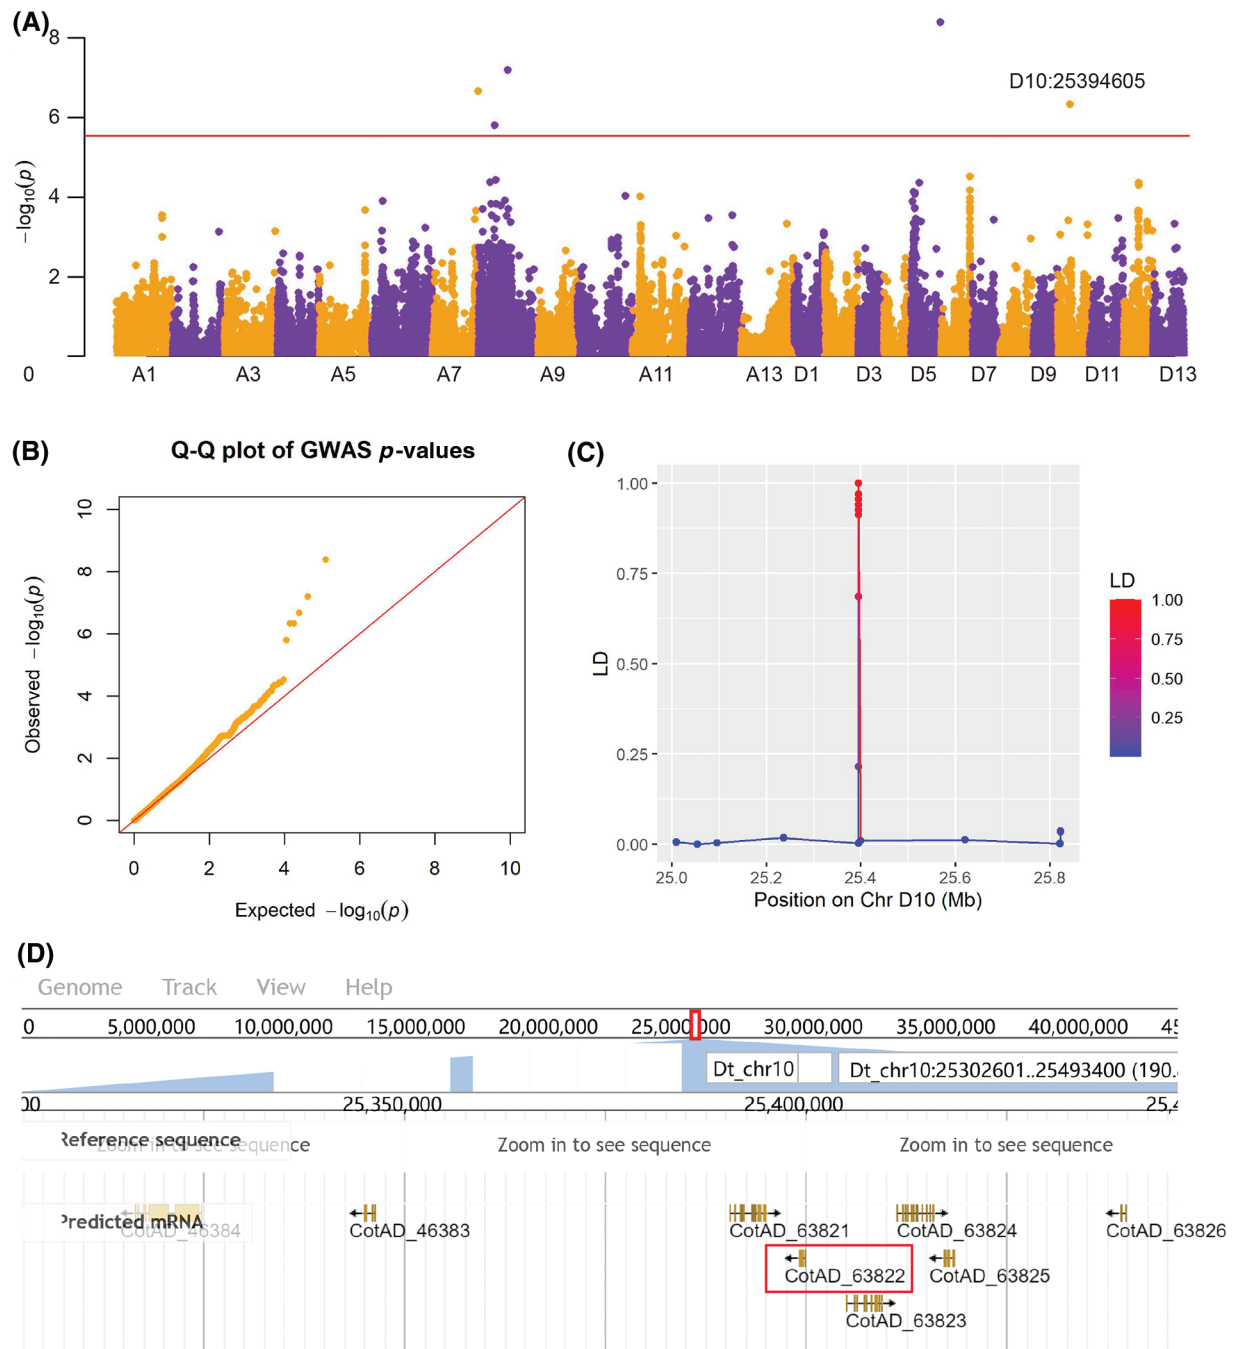 (A)
8
6
4
2
0
−log10(p)
D10:25394605
A1 A3 A5 A7 A9 A11 A13 D1 D3 D5 D7 D9 D11 D13
(B)
Q-Q plot of GWAS p-values
10
8
6
4
2
0
Observed −log10(p)
0 2 4 6 8 10
Expected −log10(p)
(C)
1.00
0.75
0.50
0.25
0.00
LD
25.0 25.2 25.4 25.6 25.8
Position on Chr D10 (Mb)
LD
1.00
0.75
0.50
0.25
(D)
Genome Track View Help
0 5,000,000 10,000,000 15,000,000 20,000,000 25,000,000 30,000,000 35,000,000 40,000,000 45
Dt_chr10 Dt_chr10:25302601..25493400 (190.
00 25,350,000 25,400,000 25,4
Reference sequence
Zoom in to see sequence Zoom in to see sequence Zoom in to see sequence
Predicted mRNA
CotAD_46384 CotAD_46383 CotAD_63821 CotAD_63824 CotAD_63826
CotAD_63822 CotAD_63825
CotAD_63823